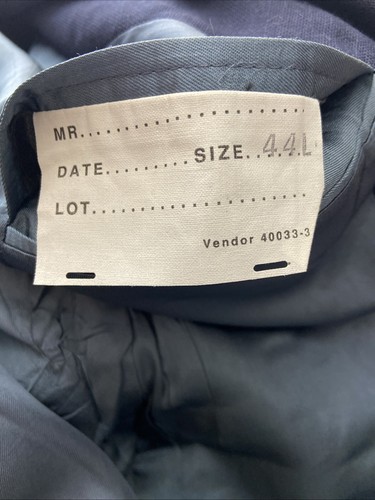 MR..............................
DATE..........SIZE....44L
LOT..............................
Vendor 40033-3